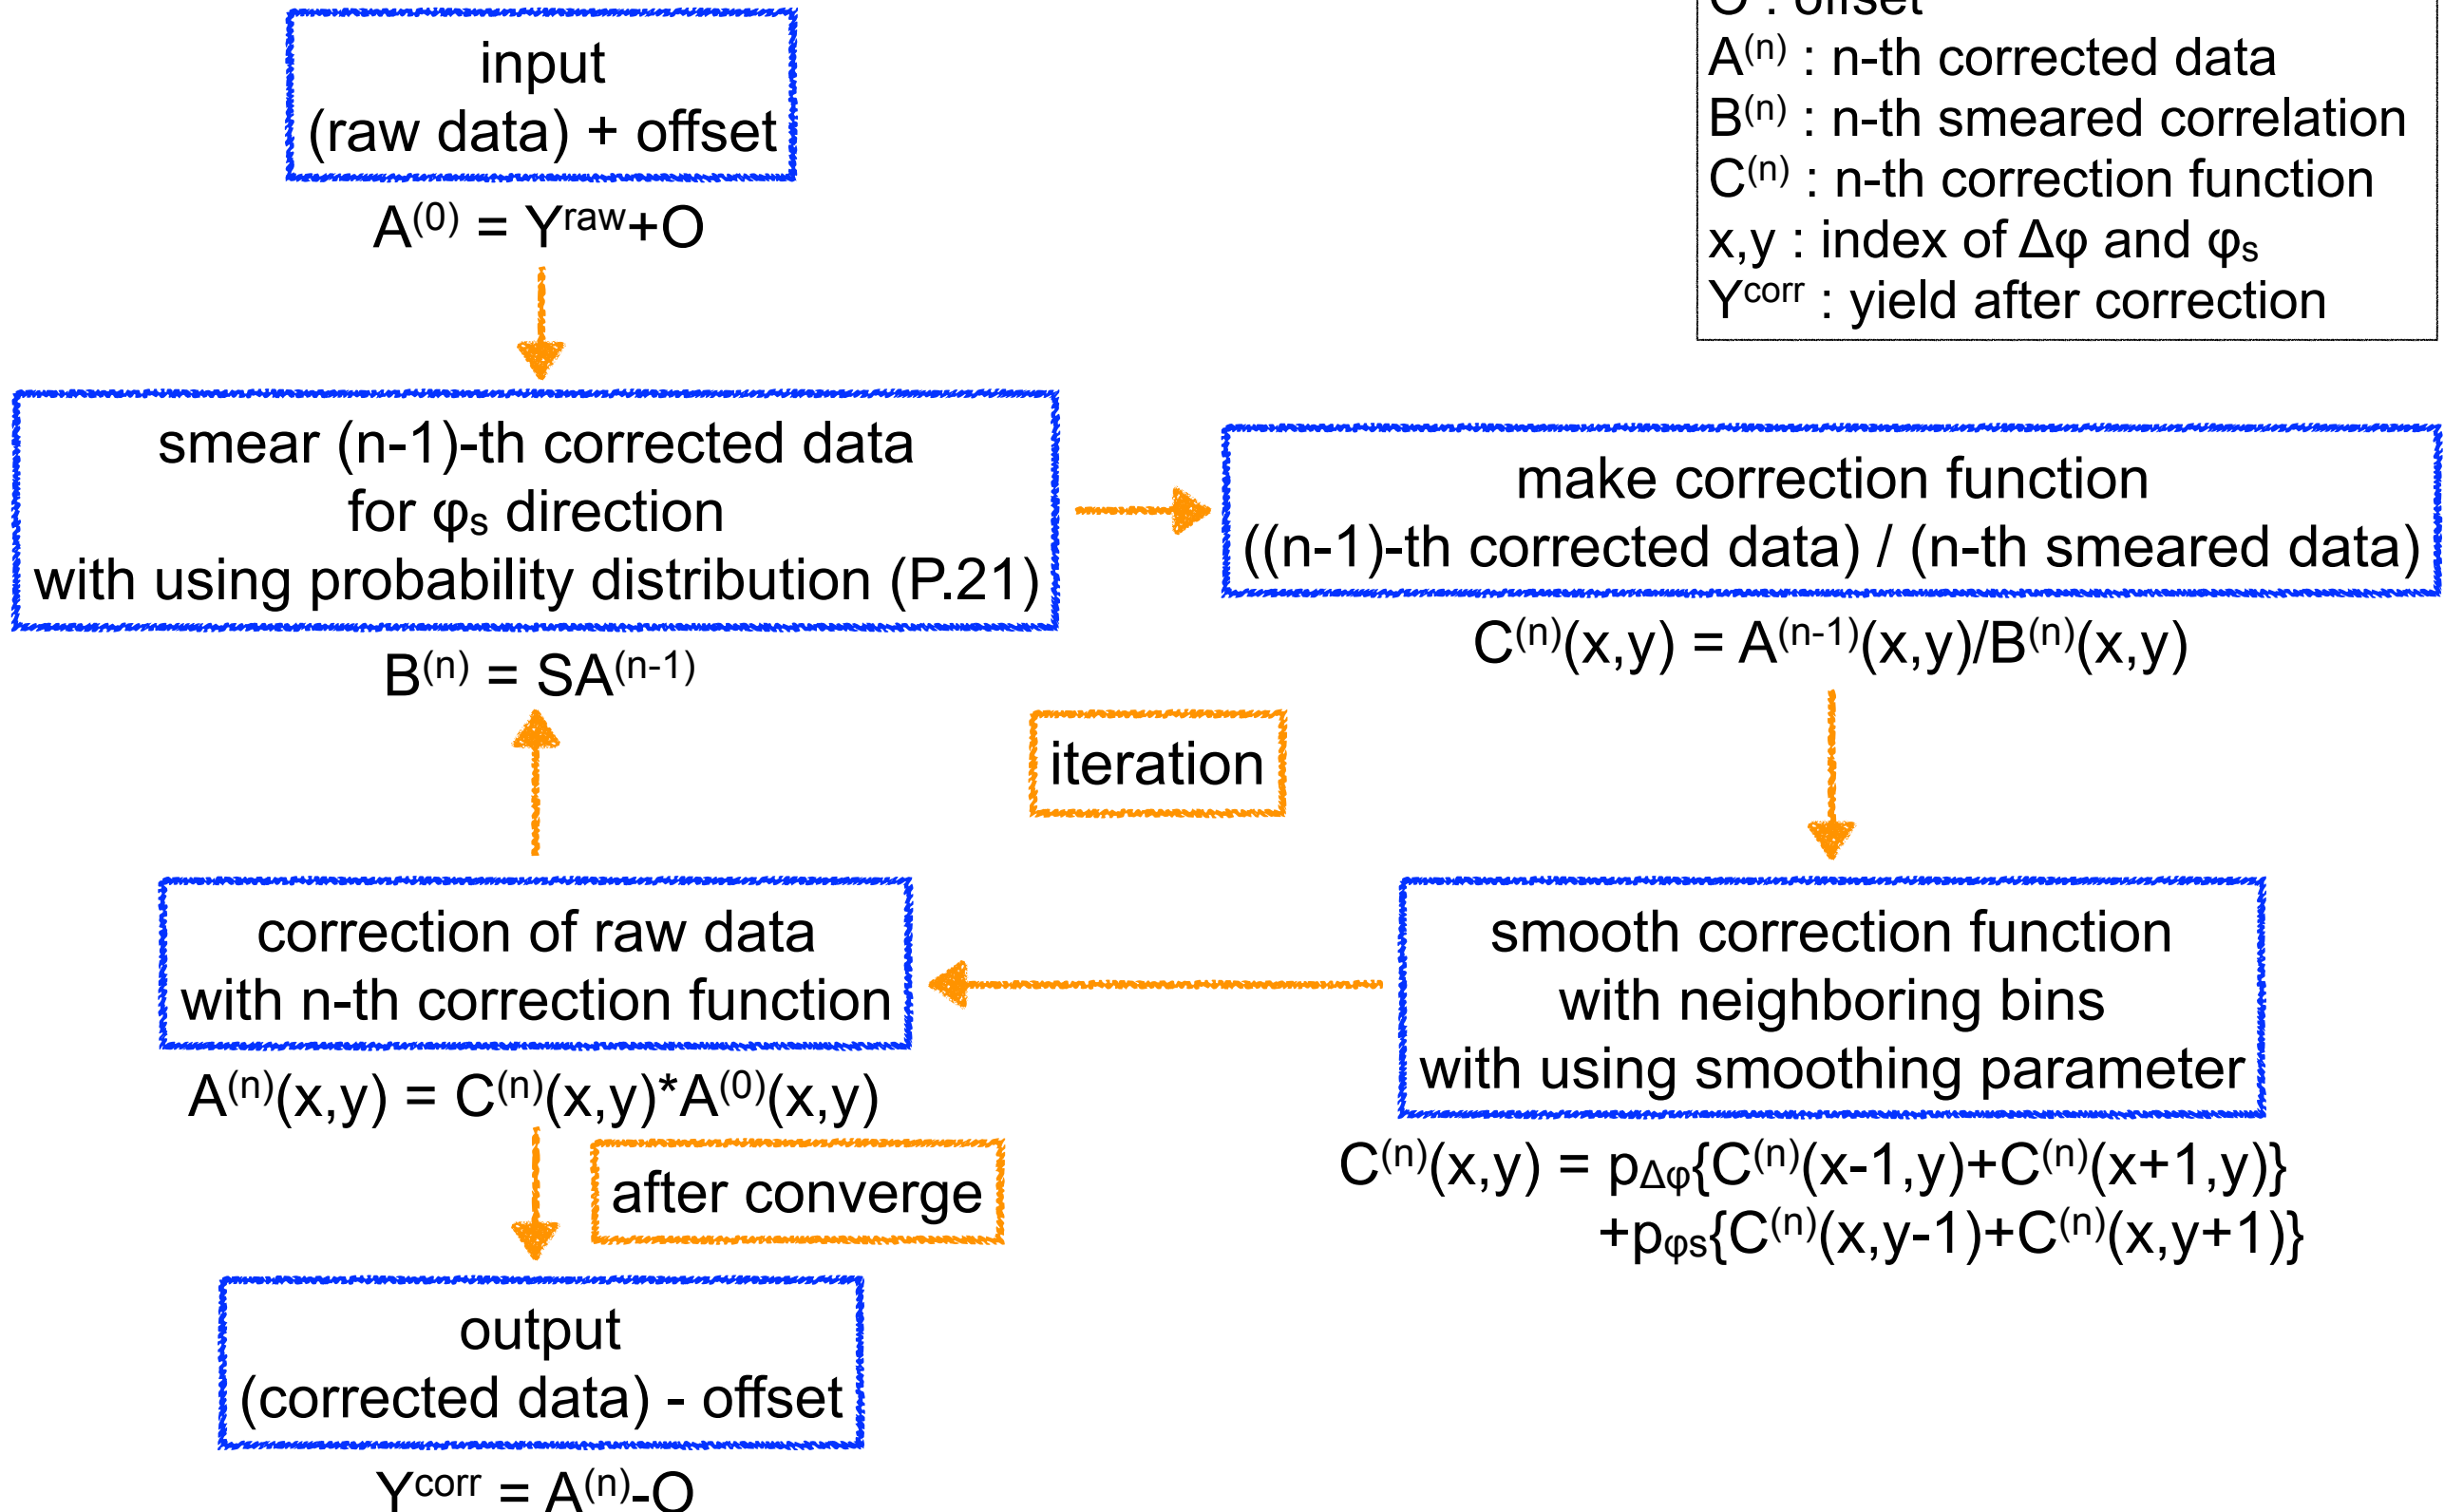 input
(raw data) + offset
A⁽⁰⁾ = Yʳᵃʷ+O
O : offset
A⁽ⁿ⁾ : n-th corrected data
B⁽ⁿ⁾ : n-th smeared correlation
C⁽ⁿ⁾ : n-th correction function
x,y : index of Δφ and φₛ
Yᶜᵒʳʳ : yield after correction
smear (n-1)-th corrected data
for φₛ direction
with using probability distribution (P.21)
B⁽ⁿ⁾ = SA⁽ⁿ⁻¹⁾
make correction function
((n-1)-th corrected data) / (n-th smeared data)
C⁽ⁿ⁾(x,y) = A⁽ⁿ⁻¹⁾(x,y)/B⁽ⁿ⁾(x,y)
iteration
smooth correction function
with neighboring bins
with using smoothing parameter
C⁽ⁿ⁾(x,y) = p_Δφ{C⁽ⁿ⁾(x-1,y)+C⁽ⁿ⁾(x+1,y)}
+p_φs{C⁽ⁿ⁾(x,y-1)+C⁽ⁿ⁾(x,y+1)}
correction of raw data
with n-th correction function
A⁽ⁿ⁾(x,y) = C⁽ⁿ⁾(x,y)*A⁽⁰⁾(x,y)
after converge
output
(corrected data) - offset
Yᶜᵒʳʳ = A⁽ⁿ⁾-O